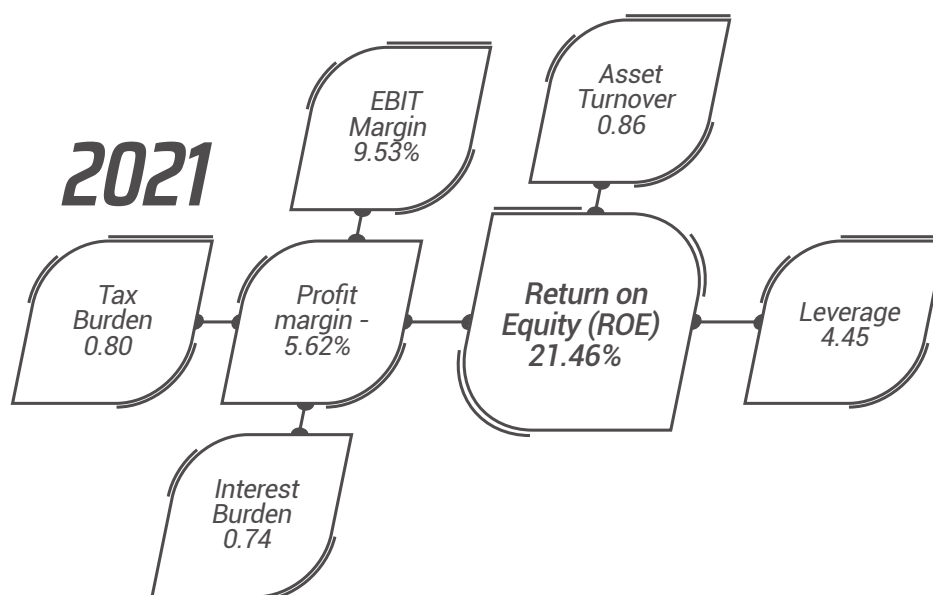 2021
EBIT
Margin
9.53%
Asset
Turnover
0.86
Tax
Burden
0.80
Profit
margin -
5.62%
Return on
Equity (ROE)
21.46%
Leverage
4.45
Interest
Burden
0.74